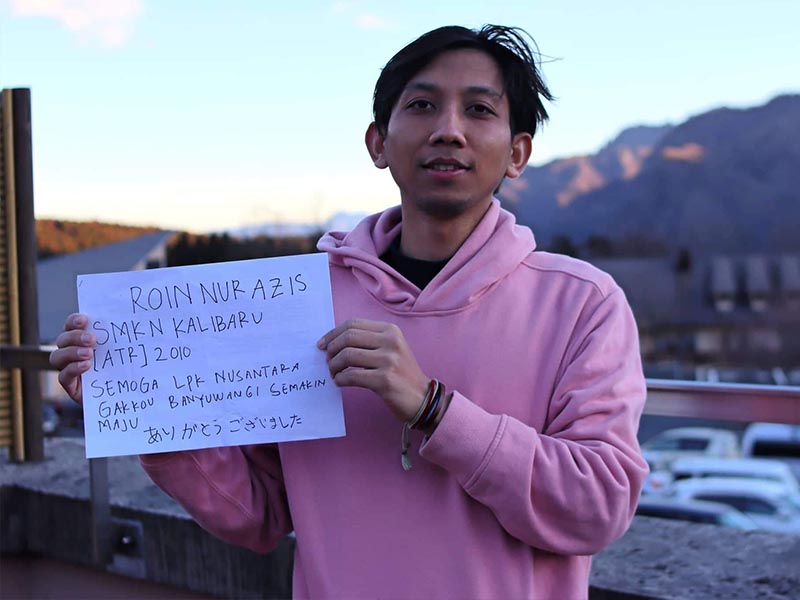 ROIN NUR AZIS
SMKN KALIBARU
[ATR] 2010
SEMOGA LPK NUSANTARA
GAKKOU BANYUWANGI SEMAKIN
MAJU ありがとうございました